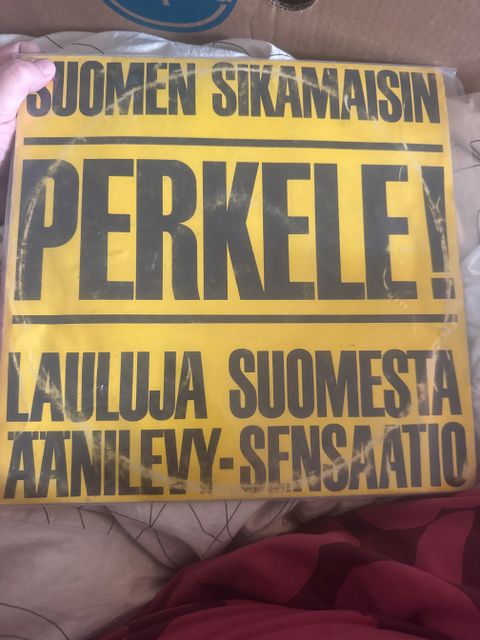 SUOMEN SIKAMAISIN
PERKELE!
LAULUJA SUOMESTA
ÄÄNILEVY-SENSAATIO